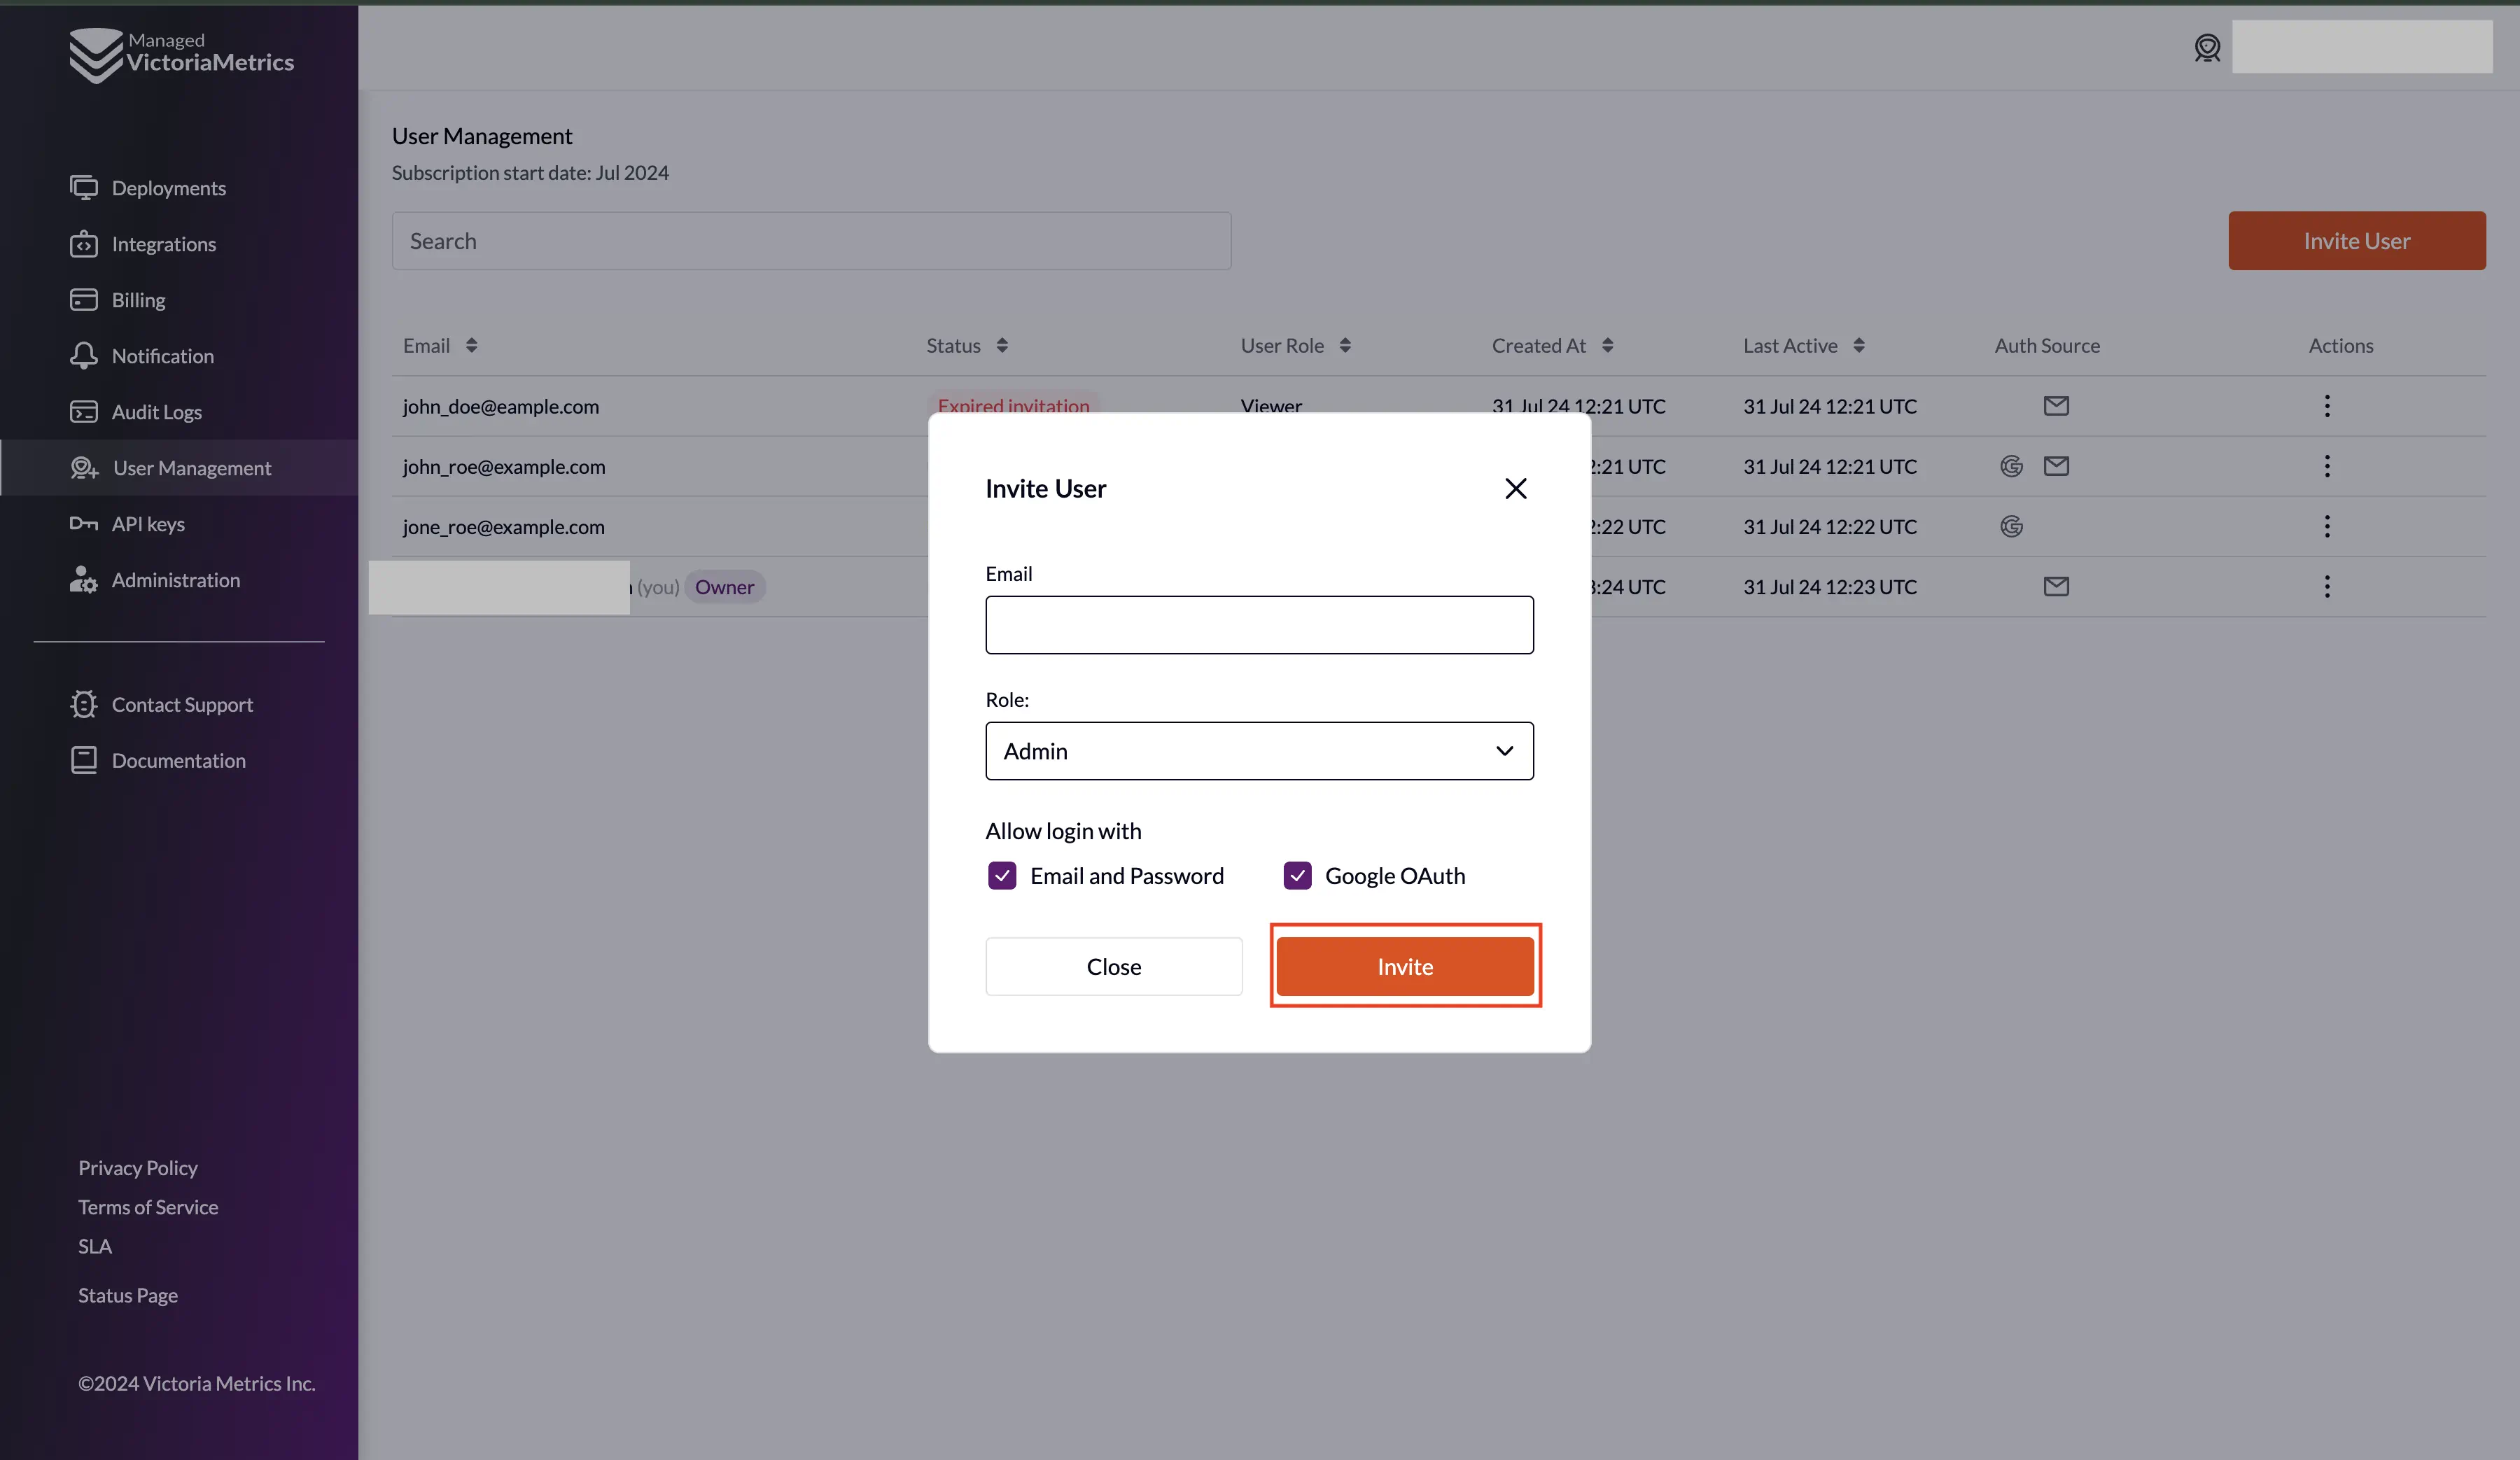 Managed
VictoriaMetrics
Deployments
Integrations
Billing
Notification
Audit Logs
User Management
API keys
Administration
Contact Support
Documentation
Privacy Policy
Terms of Service
SLA
Status Page
©2024 Victoria Metrics Inc.
User Management
Subscription start date: Jul 2024
Search
Invite User
Email Status User Role Created At Last Active Auth Source Actions
john_doe@eample.com Expired invitation Viewer 31 Jul 24 12:21 UTC 31 Jul 24 12:21 UTC
john_roe@example.com :21 UTC 31 Jul 24 12:21 UTC
jone_roe@example.com :22 UTC 31 Jul 24 12:22 UTC
(you) Owner :24 UTC 31 Jul 24 12:23 UTC
Invite User
Email
Role:
Admin
Allow login with
Email and Password Google OAuth
Close Invite